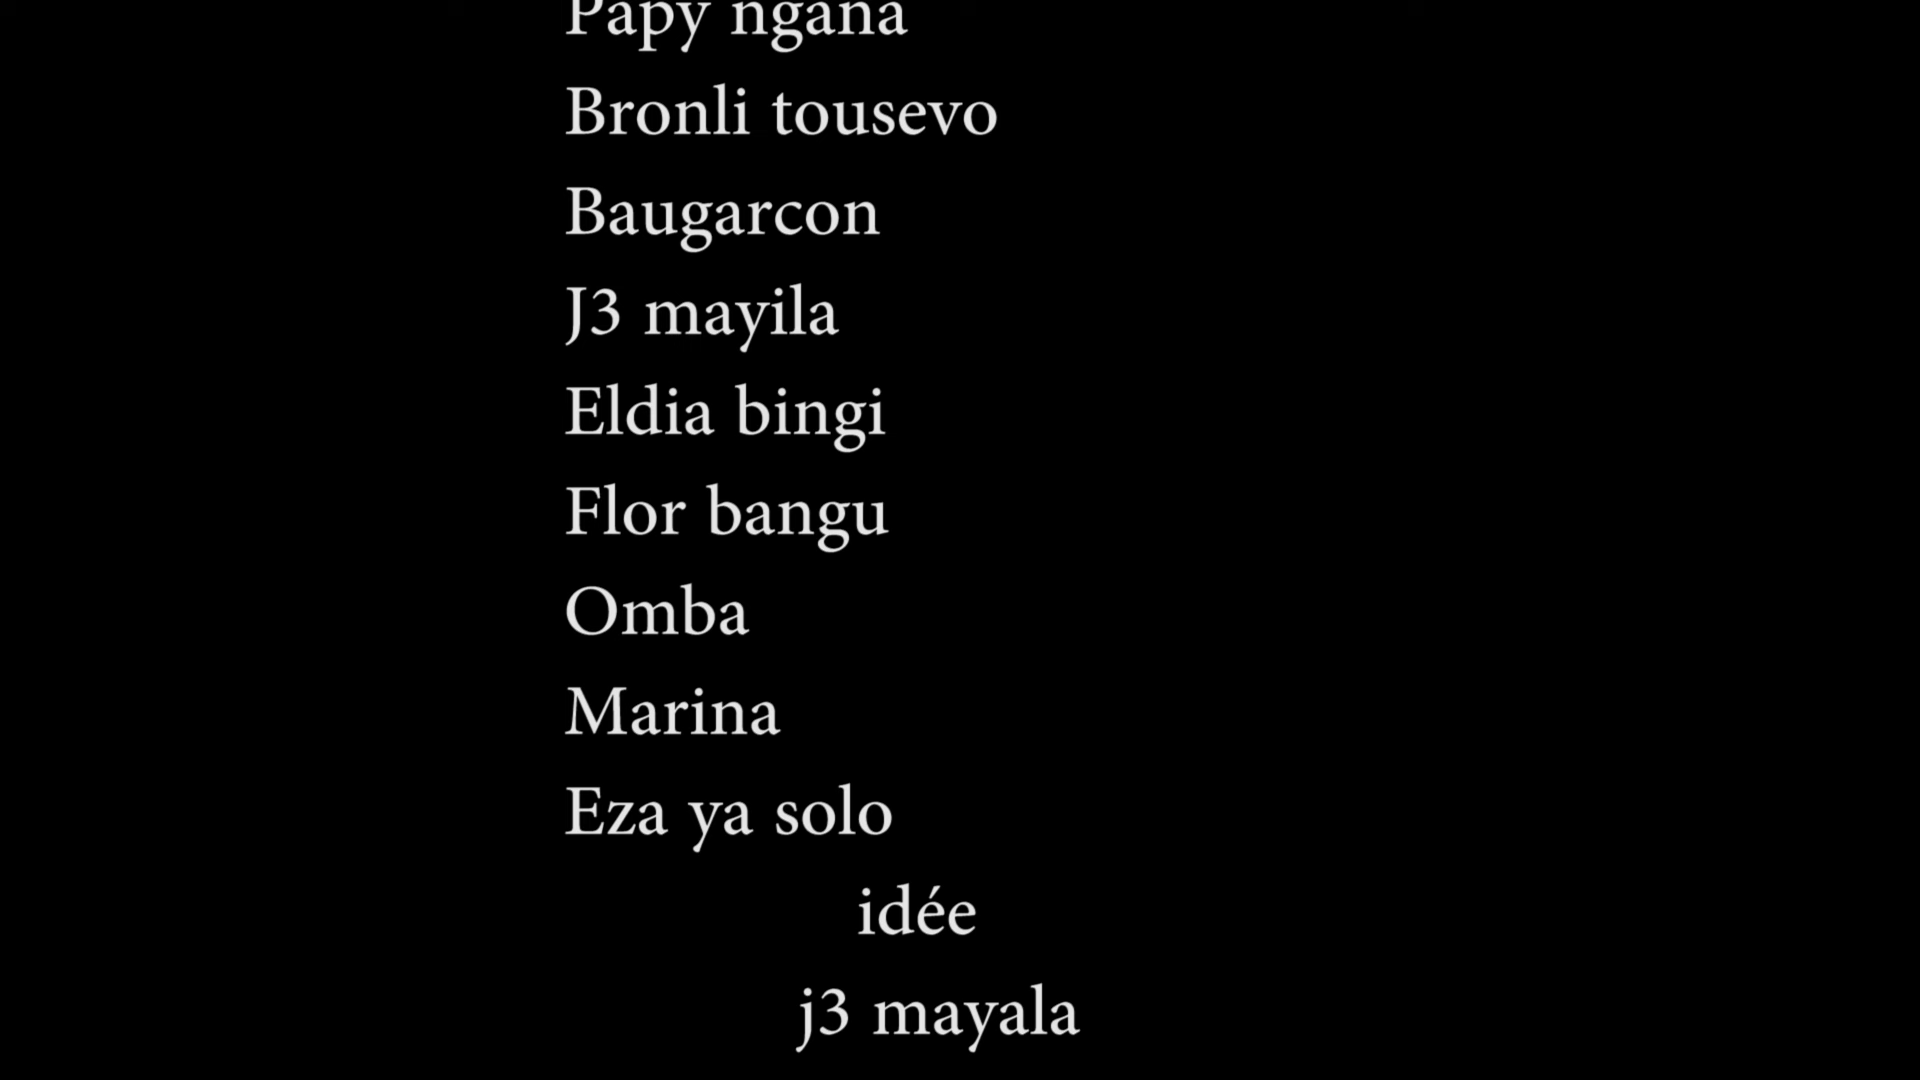 Papy ngana
Bronli tousevo
Baugarcon
J3 mayila
Eldia bingi
Flor bangu
Omba
Marina
Eza ya solo
idée
j3 mayala